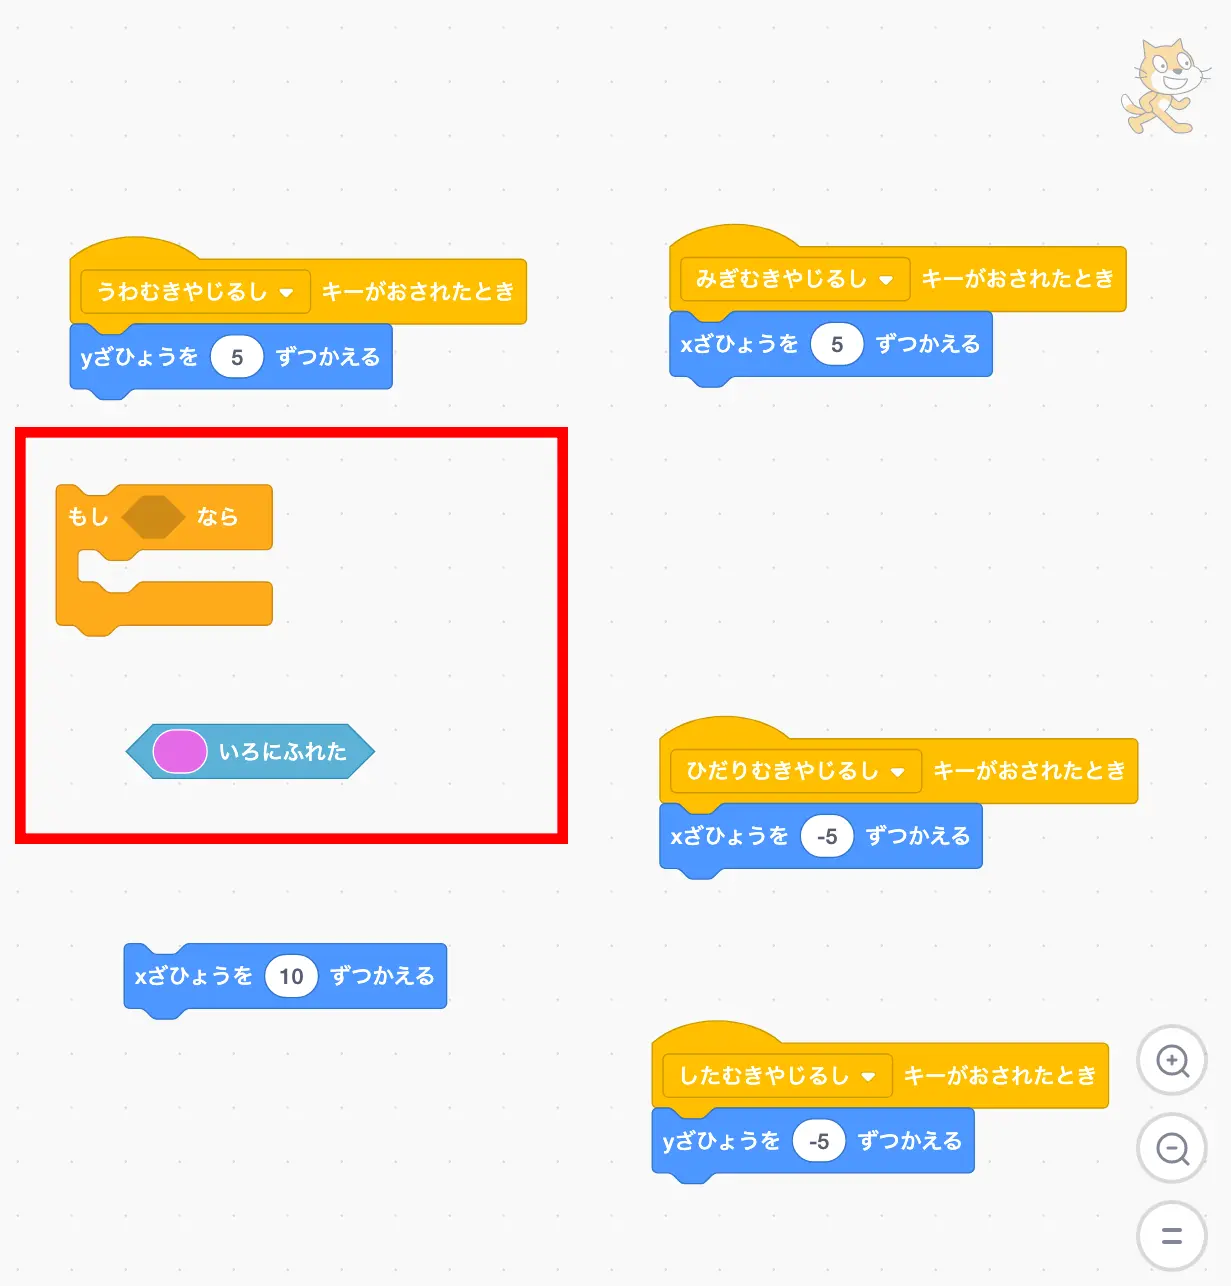 うわむきやじるし キーがおされたとき
yざひょうを 5 ずつかえる
みぎむきやじるし キーがおされたとき
xざひょうを 5 ずつかえる
もし なら
いろにふれた
ひだりむきやじるし キーがおされたとき
xざひょうを -5 ずつかえる
xざひょうを 10 ずつかえる
したむきやじるし キーがおされたとき
yざひょうを -5 ずつかえる